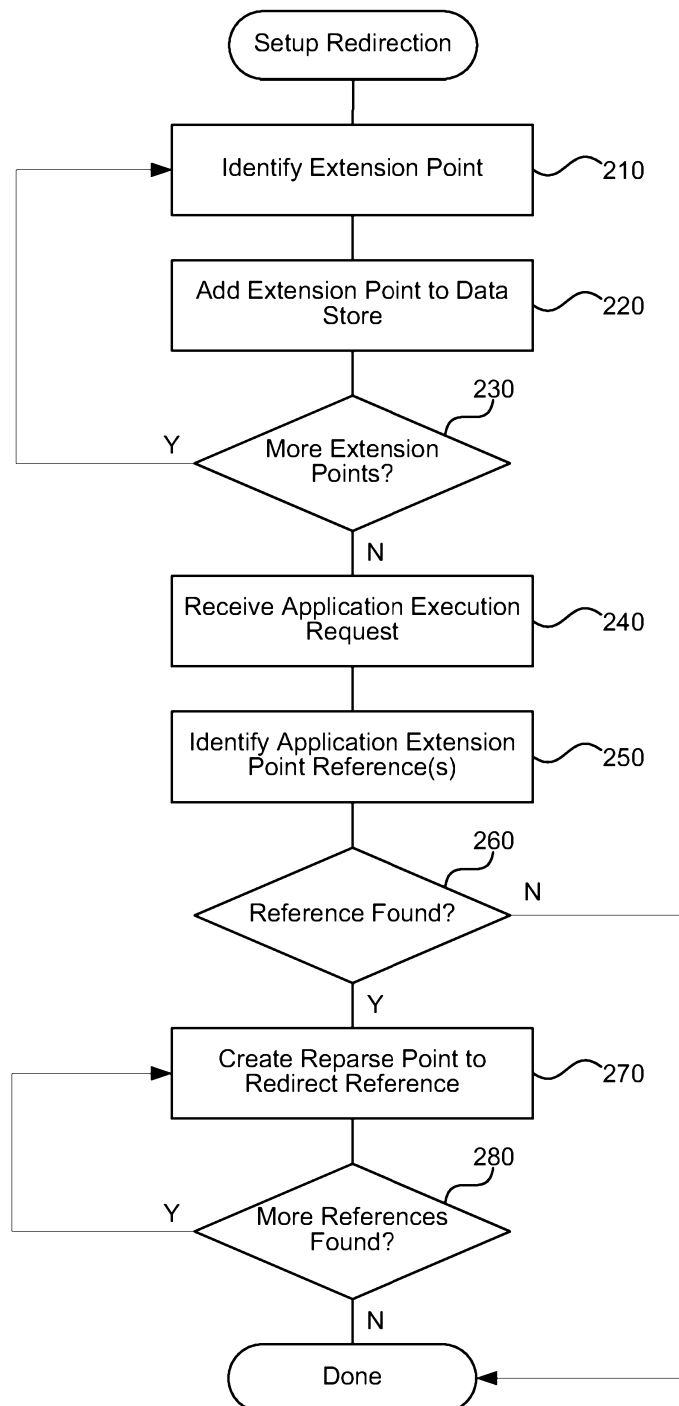 Setup Redirection
Identify Extension Point
210
Add Extension Point to Data
Store
220
230
More Extension
Points?
Y
N
Receive Application Execution
Request
240
Identify Application Extension
Point Reference(s)
250
260
Reference Found?
N
Y
Create Reparse Point to
Redirect Reference
270
280
More References
Found?
Y
N
Done